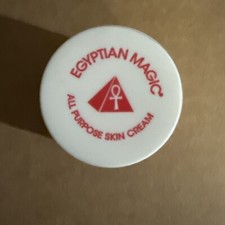 EGYPTIAN MAGIC®
ALL PURPOSE SKIN CREAM